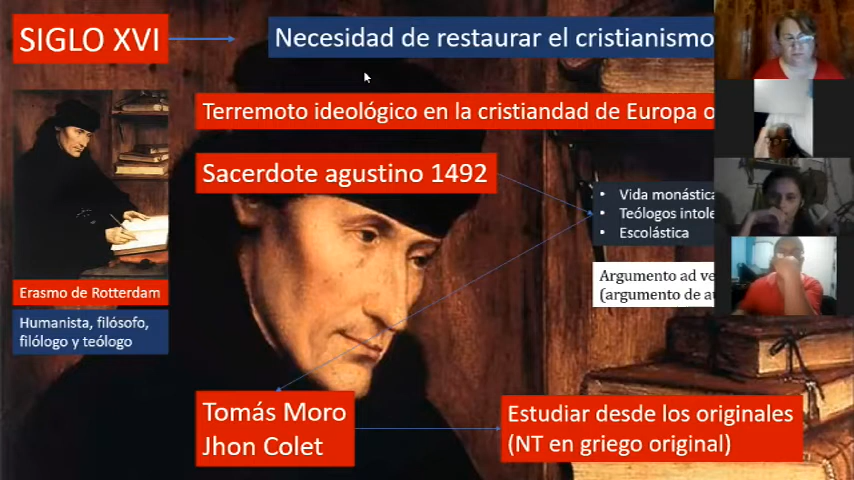 SIGLO XVI
Necesidad de restaurar el cristianismo
Terremoto ideológico en la cristiandad de Europa
Sacerdote agustino 1492
• Vida monástica
• Teólogos
• Escolástica
Argumento ad
(argumento de
Erasmo de Rotterdam
Humanista, filósofo,
filólogo y teólogo
Tomás Moro
Jhon Colet
Estudiar desde los originales
(NT en griego original)